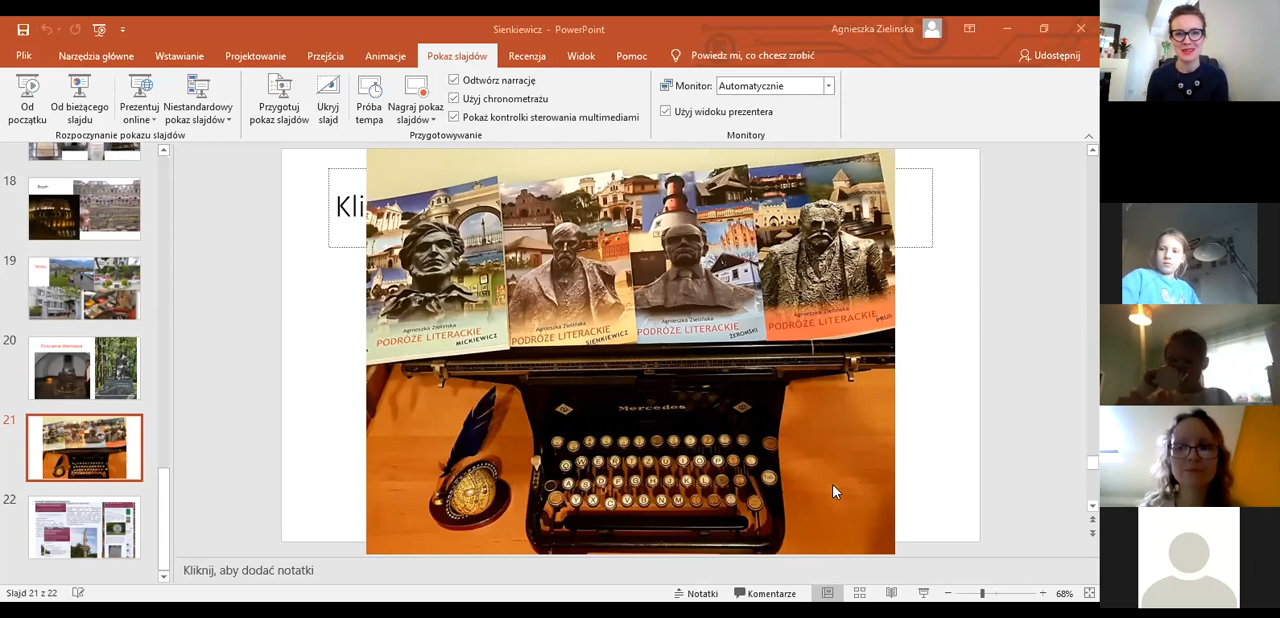 Sienkiewicz - PowerPoint
Agnieszka Zielinska
Plik
Narzędzia główne
Wstawianie
Projektowanie
Przejścia
Animacje
Pokaz slajdów
Recenzja
Widok
Pomoc
Powiedz mi, co chcesz zrobić
Udostępnij
Od początku
Od bieżącego slajdu
Prezentuj online
Niestandardowy pokaz slajdów
Rozpoczynanie pokazu slajdów
Przygotuj pokaz slajdów
Ukryj slajd
Próba tempa
Nagraj pokaz slajdów
Odtwórz narrację
Użyj chronometrażu
Pokaż kontrolki sterowania multimediami
Przygotowywanie
Monitor: Automatycznie
Użyj widoku prezentera
Monitory
18
Rzym
19
20
21
22
Kli
Agnieszka Zielińska
PODRÓŻE LITERACKIE
MICKIEWICZ
Agnieszka Zielińska
PODRÓŻE LITERACKIE
SIENKIEWICZ
Agnieszka Zielińska
PODRÓŻE LITERACKIE
ŻEROMSKI
Agnieszka Zielińska
PODRÓŻE LITERACKIE
PRUS
Mercedes
Q W E R T Z U I O P
A S D F G H J K L
Y X C V B N M
Kliknij, aby dodać notatki
Slajd 21 z 22
Notatki
Komentarze
68%